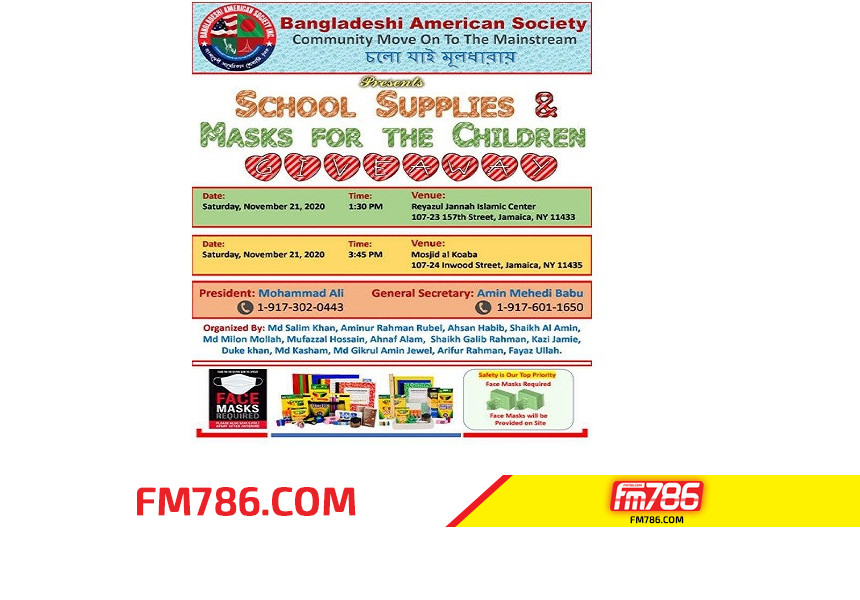 Bangladeshi American Society
Community Move On To The Mainstream
চলো যাই মূলধারায়
Presents
School Supplies &
Masks for the Children
GIVEAWAY
Date: Time: Venue:
Saturday, November 21, 2020 1:30 PM Reyazul Jannah Islamic Center
107-23 157th Street, Jamaica, NY 11433
Date: Time: Venue:
Saturday, November 21, 2020 3:45 PM Mosjid al Koaba
107-24 Inwood Street, Jamaica, NY 11435
President: Mohammad Ali General Secretary: Amin Mehedi Babu
1-917-302-0443 1-917-601-1650
Organized By: Md Salim Khan, Aminur Rahman Rubel, Ahsan Habib, Shaikh Al Amin,
Md Milon Mollah, Mufazzal Hossain, Ahnaf Alam, Shaikh Galib Rahman, Kazi Jamie,
Duke khan, Md Kasham, Md Gikrul Amin Jewel, Arifur Rahman, Fayaz Ullah.
FACE
MASKS
REQUIRED
Safety is Our Top Priority
Face Masks Required
Face Masks will be
Provided on Site
FM786.COM
fm786
FM786.COM